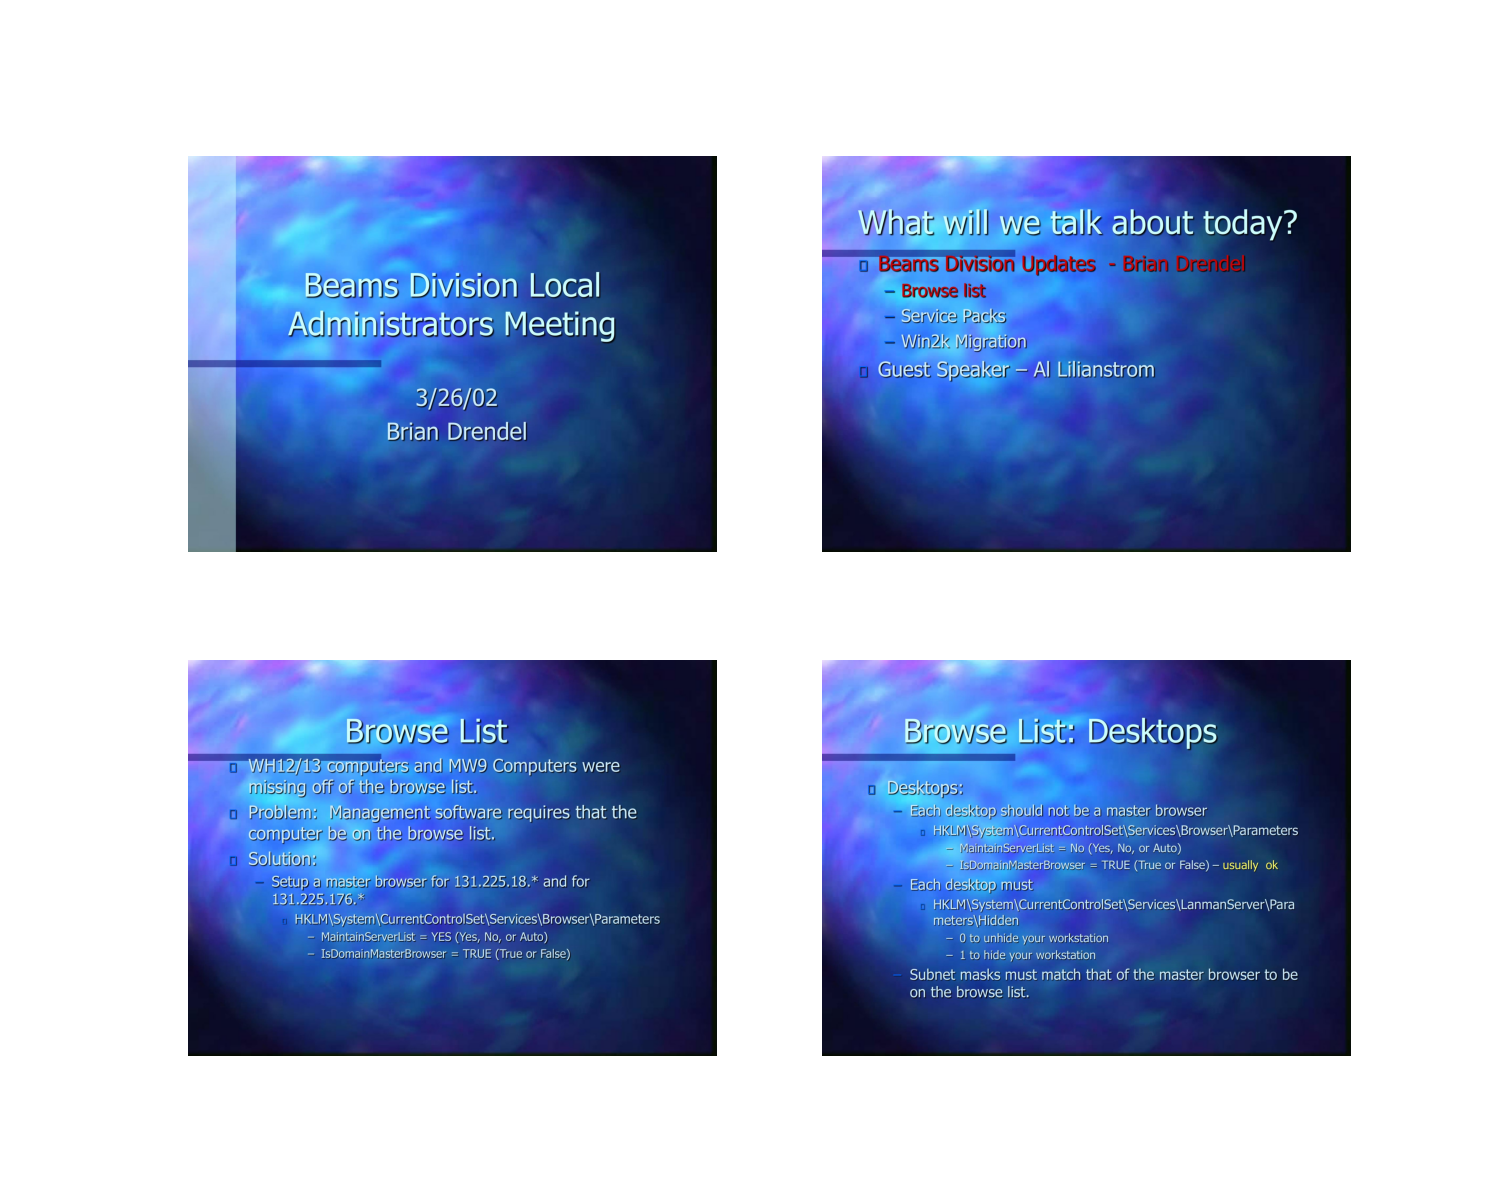 Beams Division Local
Administrators Meeting
3/26/02
Brian Drendel
What will we talk about today?
Beams Division Updates - Brian Drendel
– Browse list
– Service Packs
– Win2k Migration
Guest Speaker – Al Lilianstrom
Browse List
WH12/13 computers and MW9 Computers were
missing off of the browse list.
Problem: Management software requires that the
computer be on the browse list.
Solution:
– Setup a master browser for 131.225.18.* and for
131.225.176.*
HKLM\System\CurrentControlSet\Services\Browser\Parameters
– MaintainServerList = YES (Yes, No, or Auto)
– IsDomainMasterBrowser = TRUE (True or False)
Browse List: Desktops
Desktops:
– Each desktop should not be a master browser
HKLM\System\CurrentControlSet\Services\Browser\Parameters
– MaintainServerList = No (Yes, No, or Auto)
– IsDomainMasterBrowser = TRUE (True or False) – usually ok
– Each desktop must
HKLM\System\CurrentControlSet\Services\LanmanServer\Para
meters\Hidden
– 0 to unhide your workstation
– 1 to hide your workstation
– Subnet masks must match that of the master browser to be
on the browse list.